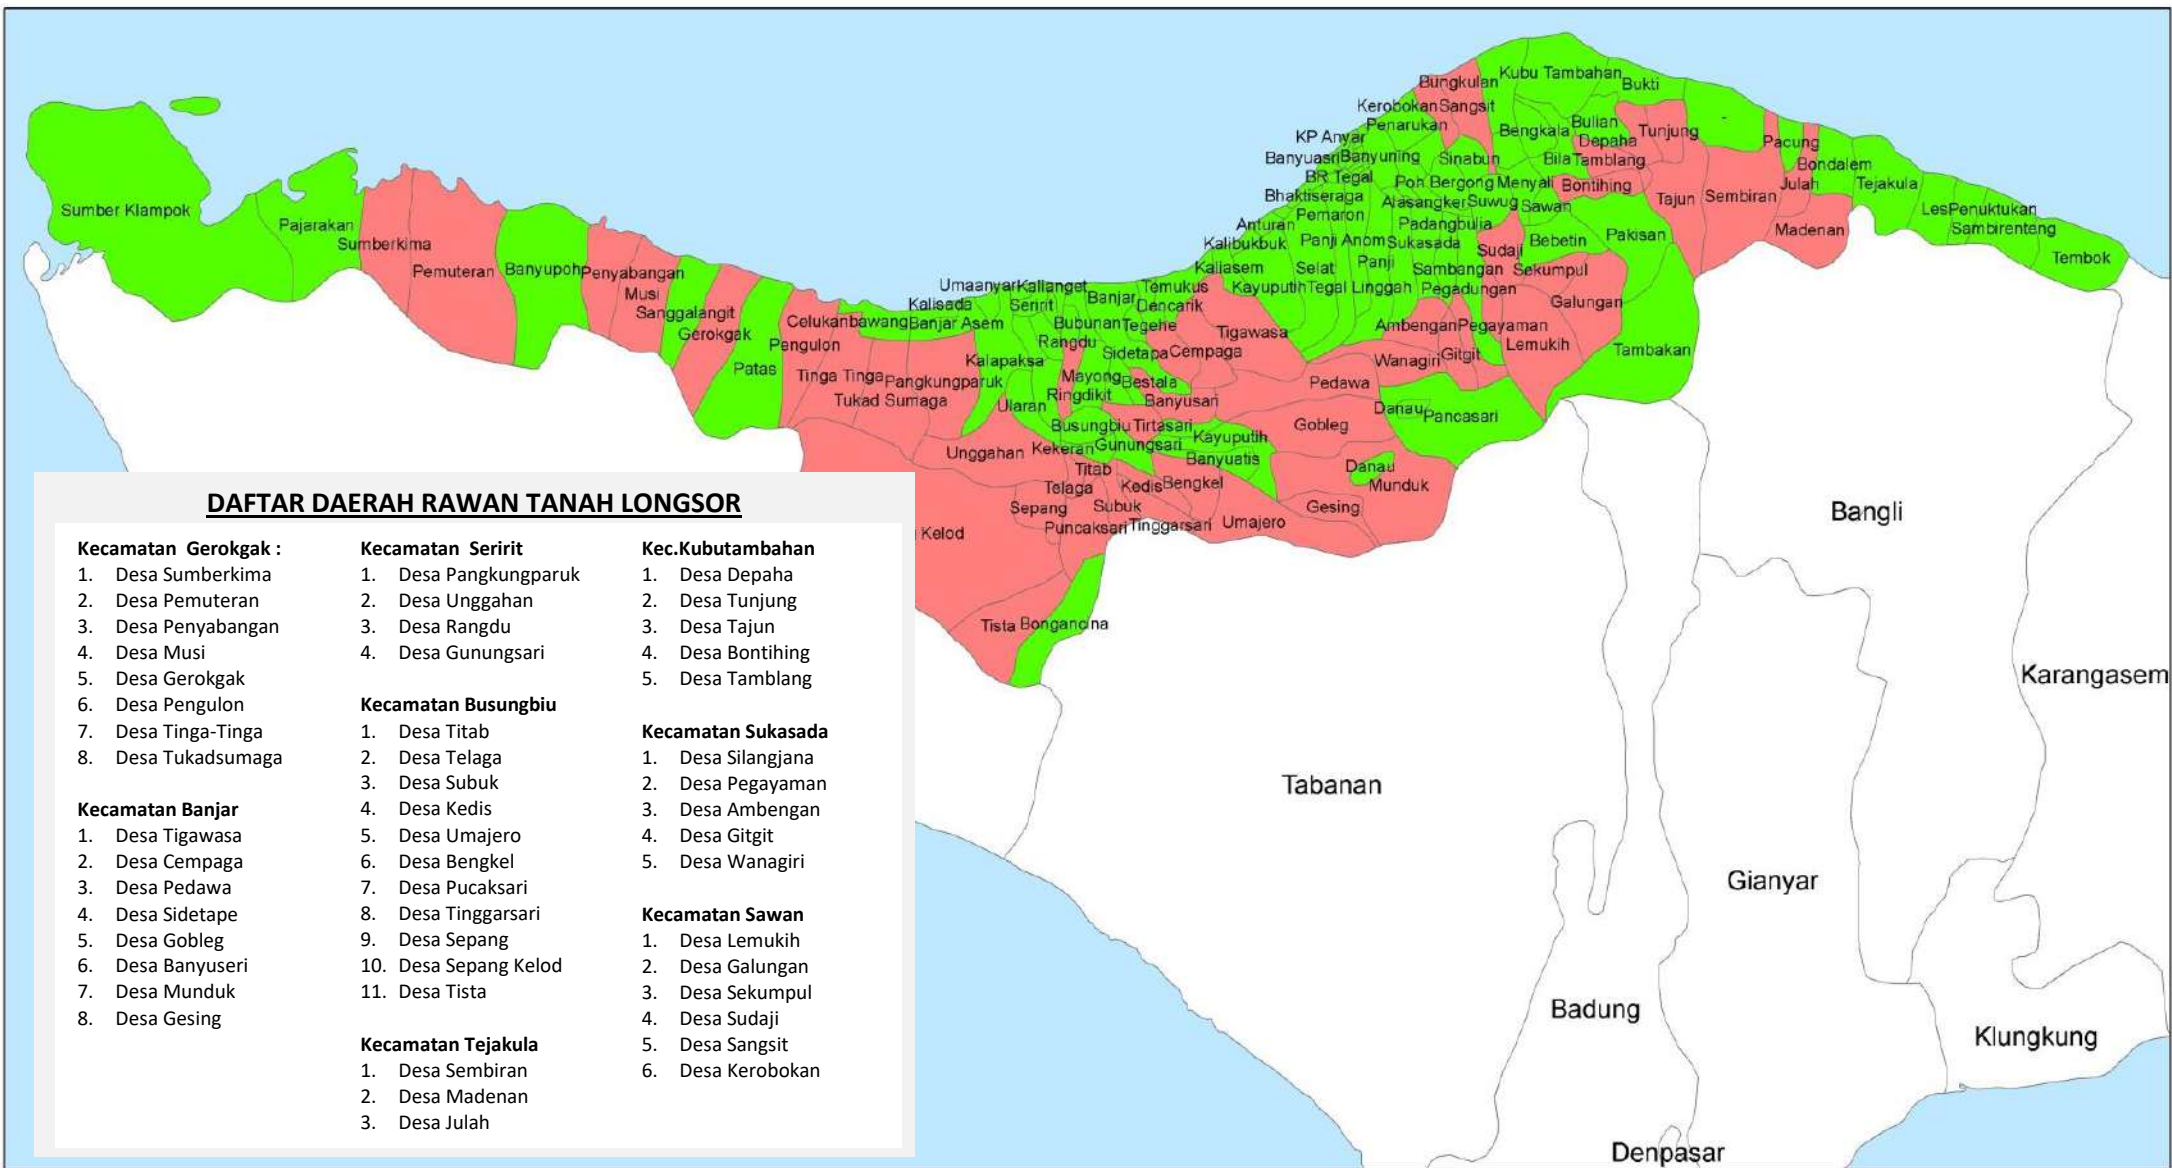 Kubu Tambahan
Bungkulan
Bukti
Kerobokan
Sangsit
Penarukan
Bulian
Bengkala
Tunjung
KP Anyar
Depaha
Pacung
Banyuasri
Banyuning
Sinabun
Bila
Tamblang
Bondalem
BR Tegal
Poh Bergong
Menyali
Bontihing
Julah
Tejakula
Bhaktiseraga
Alasangker
Suwug
Sawan
Tajun
Sembiran
Sumber Klampok
Pemaron
Les
Penuktukan
Pajarakan
Anturan
Padangbulia
Madenan
Sambirenteng
Sumberkima
Kalibukbuk
Panji Anom
Sukasada
Sudaji
Bebetin
Pakisan
Tembok
Pemuteran
Banyupoh
Penyabangan
Kaliasem
Selat
Panji
Sambangan
Sekumpul
Musi
Umaanyar
Kalianget
Temukus
Kayuputih
Tegal Linggah
Pegadungan
Sanggalangit
Kalisada
Seririt
Banjar
Dencarik
Galungan
Gerokgak
Celukanbawang
Banjar Asem
Bubunan
Tegehe
Tigawasa
Ambengan
Pegayaman
Pengulon
Rangdu
Sidetapa
Cempaga
Lemukih
Patas
Kalapaksa
Wanagiri
Gitgit
Tambakan
Tinga Tinga
Pangkungparuk
Mayong
Bestala
Pedawa
Tukad Sumaga
Ularan
Ringdikit
Banyusari
Danau
Pancasari
Busungbiu
Tirtasari
Gobleg
Unggahan
Kekeran
Gunungsari
Kayuputih
Banyuatis
Titab
Danau
Telaga
Kedis
Bengkel
Munduk
Sepang
Subuk
Gesing
Puncaksari
Tinggarsari
Umajero
Kelod
Tista
Bongancina
Bangli
Karangasem
Tabanan
Gianyar
Badung
Klungkung
Denpasar
DAFTAR DAERAH RAWAN TANAH LONGSOR
Kecamatan Gerokgak :
1. Desa Sumberkima
2. Desa Pemuteran
3. Desa Penyabangan
4. Desa Musi
5. Desa Gerokgak
6. Desa Pengulon
7. Desa Tinga-Tinga
8. Desa Tukadsumaga
Kecamatan Banjar
1. Desa Tigawasa
2. Desa Cempaga
3. Desa Pedawa
4. Desa Sidetape
5. Desa Gobleg
6. Desa Banyuseri
7. Desa Munduk
8. Desa Gesing
Kecamatan Seririt
1. Desa Pangkungparuk
2. Desa Unggahan
3. Desa Rangdu
4. Desa Gunungsari
Kecamatan Busungbiu
1. Desa Titab
2. Desa Telaga
3. Desa Subuk
4. Desa Kedis
5. Desa Umajero
6. Desa Bengkel
7. Desa Pucaksari
8. Desa Tinggarsari
9. Desa Sepang
10. Desa Sepang Kelod
11. Desa Tista
Kecamatan Tejakula
1. Desa Sembiran
2. Desa Madenan
3. Desa Julah
Kec.Kubutambahan
1. Desa Depaha
2. Desa Tunjung
3. Desa Tajun
4. Desa Bontihing
5. Desa Tamblang
Kecamatan Sukasada
1. Desa Silangjana
2. Desa Pegayaman
3. Desa Ambengan
4. Desa Gitgit
5. Desa Wanagiri
Kecamatan Sawan
1. Desa Lemukih
2. Desa Galungan
3. Desa Sekumpul
4. Desa Sudaji
5. Desa Sangsit
6. Desa Kerobokan